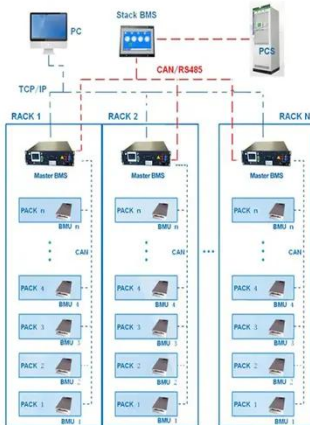 PC
Stack BMS
PCS
CAN/RS485
TCP/IP
RACK 1
RACK 2
RACK N
Master BMS
Master BMS
Master BMS
PACK n
BMU n
PACK n
BMU n
PACK n
BMU n
CAN
CAN
...
CAN
PACK 4
BMU 4
PACK 4
BMU 4
PACK 4
BMU 4
PACK 3
BMU 3
PACK 3
BMU 3
PACK 3
BMU 3
PACK 2
BMU 2
PACK 2
BMU 2
PACK 2
BMU 2
PACK 1
BMU 1
PACK 1
BMU 1
PACK 1
BMU 1